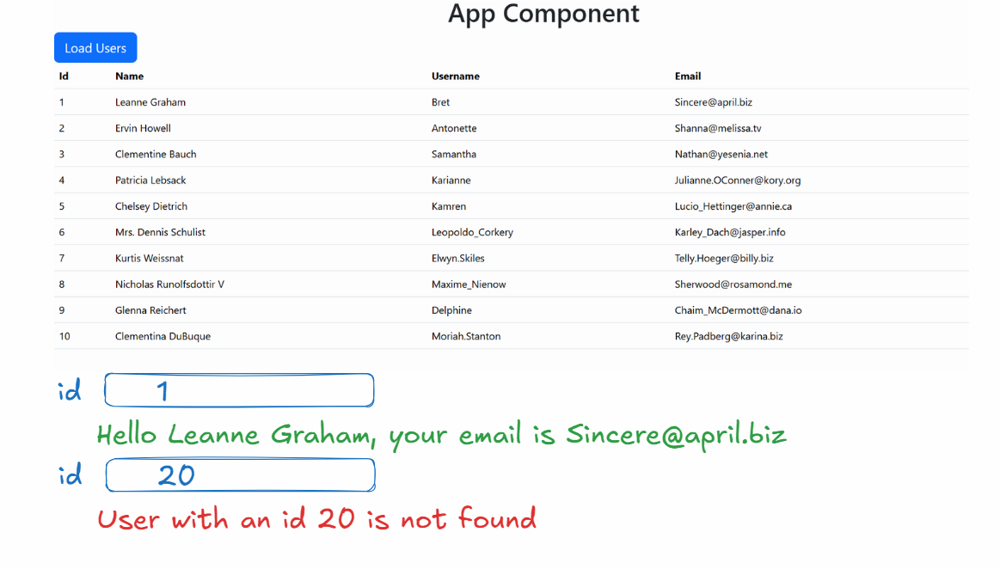 App Component
Load Users
Id Name Username Email
1 Leanne Graham Bret Sincere@april.biz
2 Ervin Howell Antonette Shanna@melissa.tv
3 Clementine Bauch Samantha Nathan@yesenia.net
4 Patricia Lebsack Karianne Julianne.OConner@kory.org
5 Chelsey Dietrich Kamren Lucio_Hettinger@annie.ca
6 Mrs. Dennis Schulist Leopoldo_Corkery Karley_Dach@jasper.info
7 Kurtis Weissnat Elwyn.Skiles Telly.Hoeger@billy.biz
8 Nicholas Runolfsdottir V Maxime_Nienow Sherwood@rosamond.me
9 Glenna Reichert Delphine Chaim_McDermott@dana.io
10 Clementina DuBuque Moriah.Stanton Rey.Padberg@karina.biz
id 1
Hello Leanne Graham, your email is Sincere@april.biz
id 20
User with an id 20 is not found